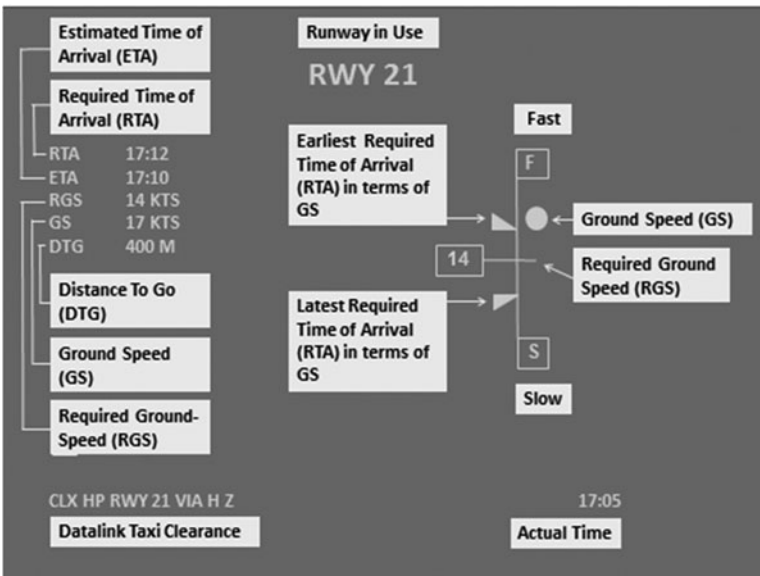 Estimated Time of
Arrival (ETA)
Required Time of
Arrival (RTA)
RTA 17:12
ETA 17:10
RGS 14 KTS
GS 17 KTS
DTG 400 M
Distance To Go
(DTG)
Ground Speed
(GS)
Required Ground-
Speed (RGS)
Runway in Use
RWY 21
Earliest Required
Time of Arrival
(RTA) in terms of
GS
14
Latest Required
Time of Arrival
(RTA) in terms of
GS
Fast
F
Ground Speed (GS)
Required Ground
Speed (RGS)
S
Slow
CLX HP RWY 21 VIA H Z
Datalink Taxi Clearance
17:05
Actual Time